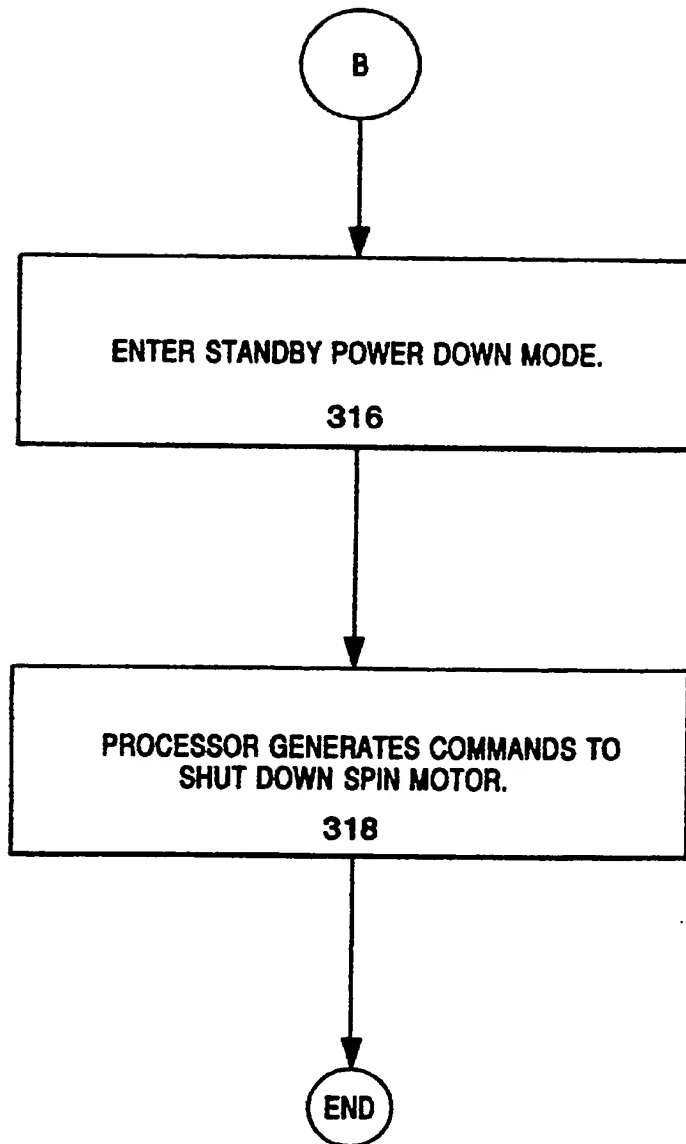 B
ENTER STANDBY POWER DOWN MODE.
316
PROCESSOR GENERATES COMMANDS TO
SHUT DOWN SPIN MOTOR.
318
END